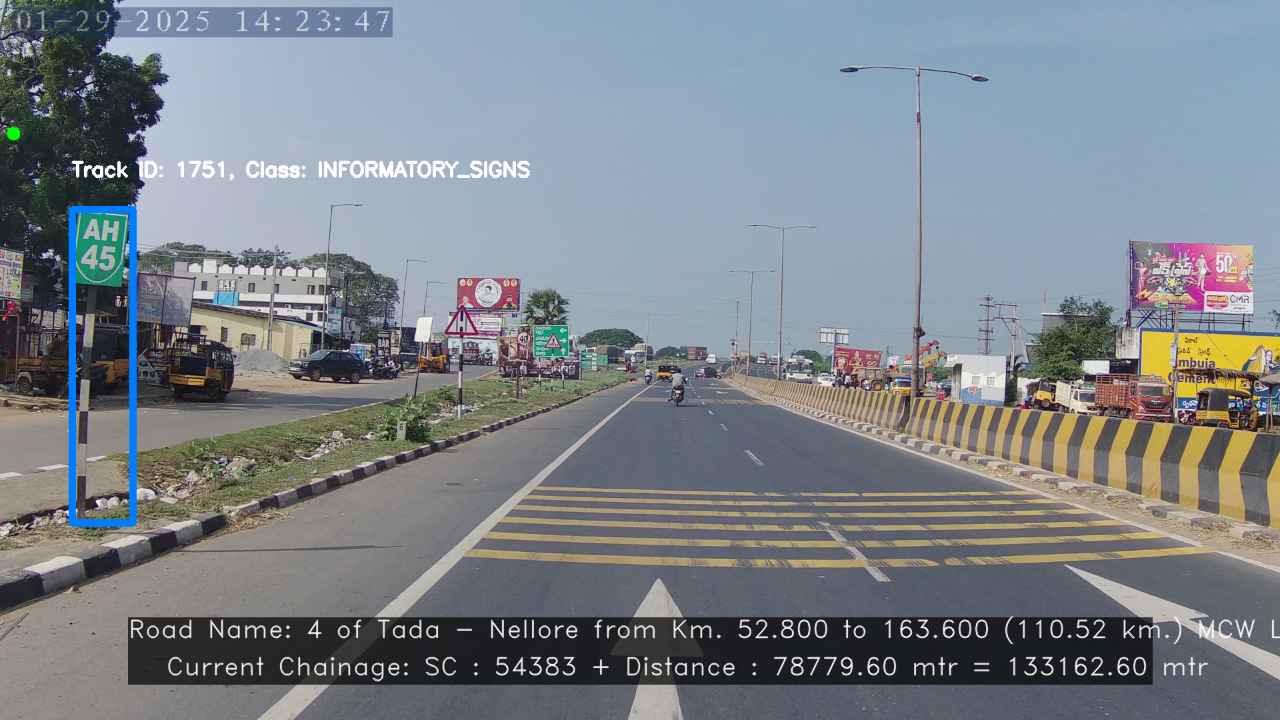 01-29-2025 14:23:47
Track ID: 1751, Class: INFORMATORY_SIGNS
AH
45
50
CMR
Ambuja
Cement
Road Name: 4 of Tada - Nellore from Km. 52.800 to 163.600 (110.52 km.) MCW L
Current Chainage: SC : 54383 + Distance : 78779.60 mtr = 133162.60 mtr